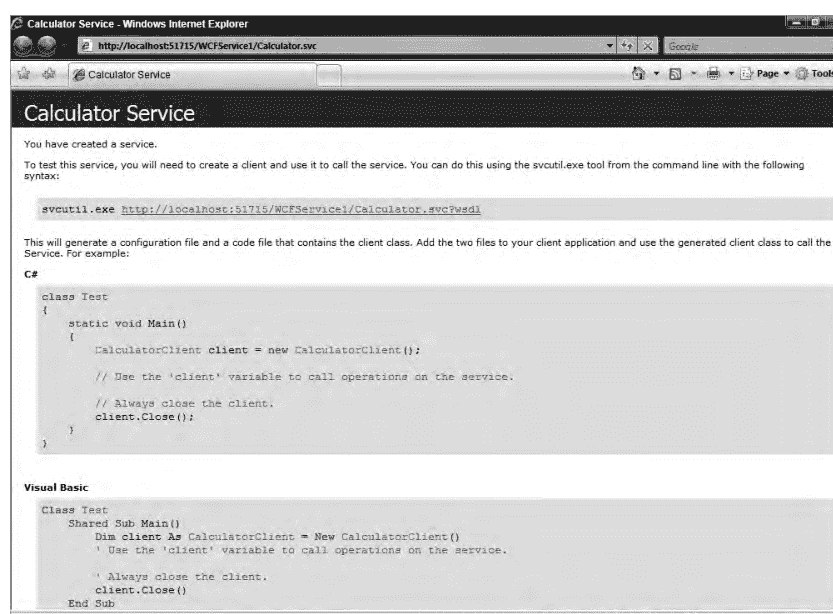 Calculator Service - Windows Internet Explorer
http://localhost:51715/WCFService1/Calculator.svc
Google
Calculator Service
Page
Tools
Calculator Service
You have created a service.
To test this service, you will need to create a client and use it to call the service. You can do this using the svcutil.exe tool from the command line with the following
syntax:
svcutil.exe http://localhost:51715/WCFService1/Calculator.svc?wsdl
This will generate a configuration file and a code file that contains the client class. Add the two files to your client application and use the generated client class to call the
Service. For example:
C#
class Test
{
static void Main()
{
CalculatorClient client = new CalculatorClient();
// Use the 'client' variable to call operations on the service.
// Always close the client.
client.Close();
}
}
Visual Basic
Class Test
Shared Sub Main()
Dim client As CalculatorClient = New CalculatorClient()
' Use the 'client' variable to call operations on the service.
' Always close the client.
client.Close()
End Sub